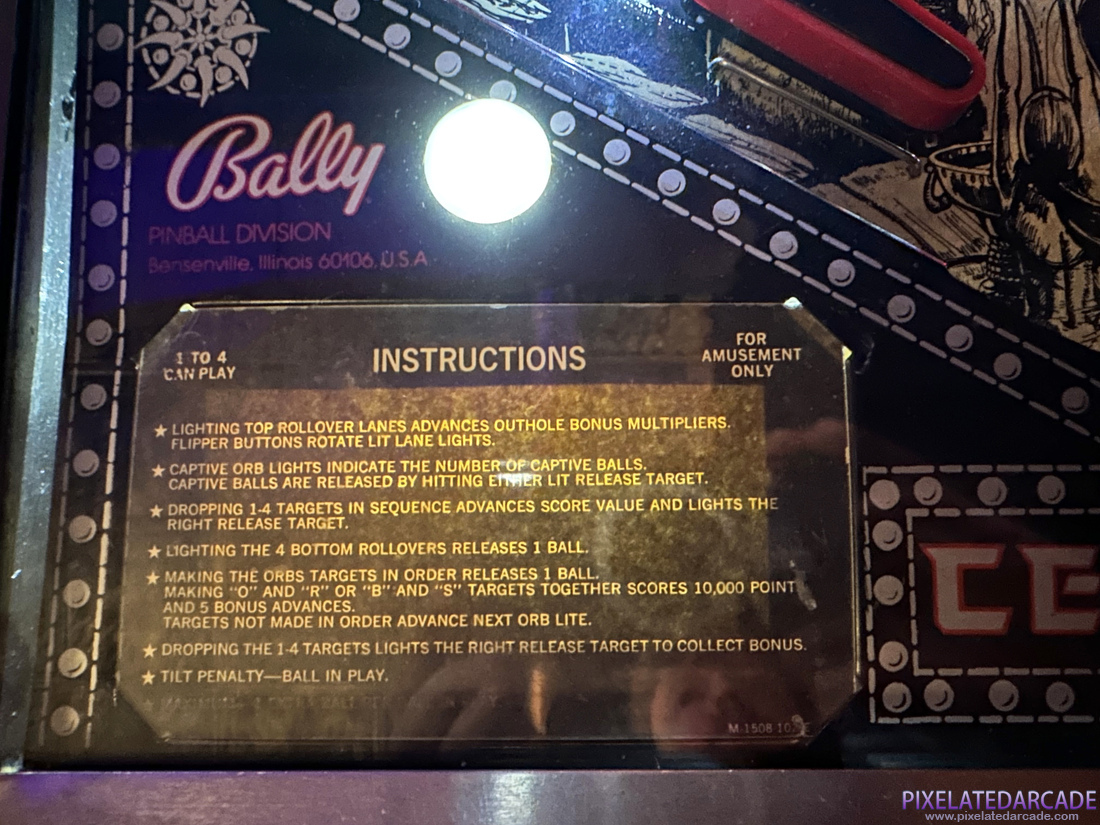 Bally
PINBALL DIVISION
Bensenville, Illinois 60106, U.S.A
1 TO 4
CAN PLAY
INSTRUCTIONS
FOR
AMUSEMENT
ONLY
★ LIGHTING TOP ROLLOVER LANES ADVANCES OUTHOLE BONUS MULTIPLIERS.
FLIPPER BUTTONS ROTATE LIT LANE LIGHTS.
★ CAPTIVE ORB LIGHTS INDICATE THE NUMBER OF CAPTIVE BALLS.
CAPTIVE BALLS ARE RELEASED BY HITTING EITHER LIT RELEASE TARGET.
★ DROPPING 1-4 TARGETS IN SEQUENCE ADVANCES SCORE VALUE AND LIGHTS THE
RIGHT RELEASE TARGET.
★ LIGHTING THE 4 BOTTOM ROLLOVERS RELEASES 1 BALL.
★ MAKING THE ORBS TARGETS IN ORDER RELEASES 1 BALL.
MAKING "O" AND "R" OR "B" AND "S" TARGETS TOGETHER SCORES 10,000 POINT
AND 5 BONUS ADVANCES.
TARGETS NOT MADE IN ORDER ADVANCE NEXT ORB LITE.
★ DROPPING THE 1-4 TARGETS LIGHTS THE RIGHT RELEASE TARGET TO COLLECT BONUS.
★ TILT PENALTY—BALL IN PLAY.
CE
PIXELATEDARCADE
www.pixelatedarcade.com